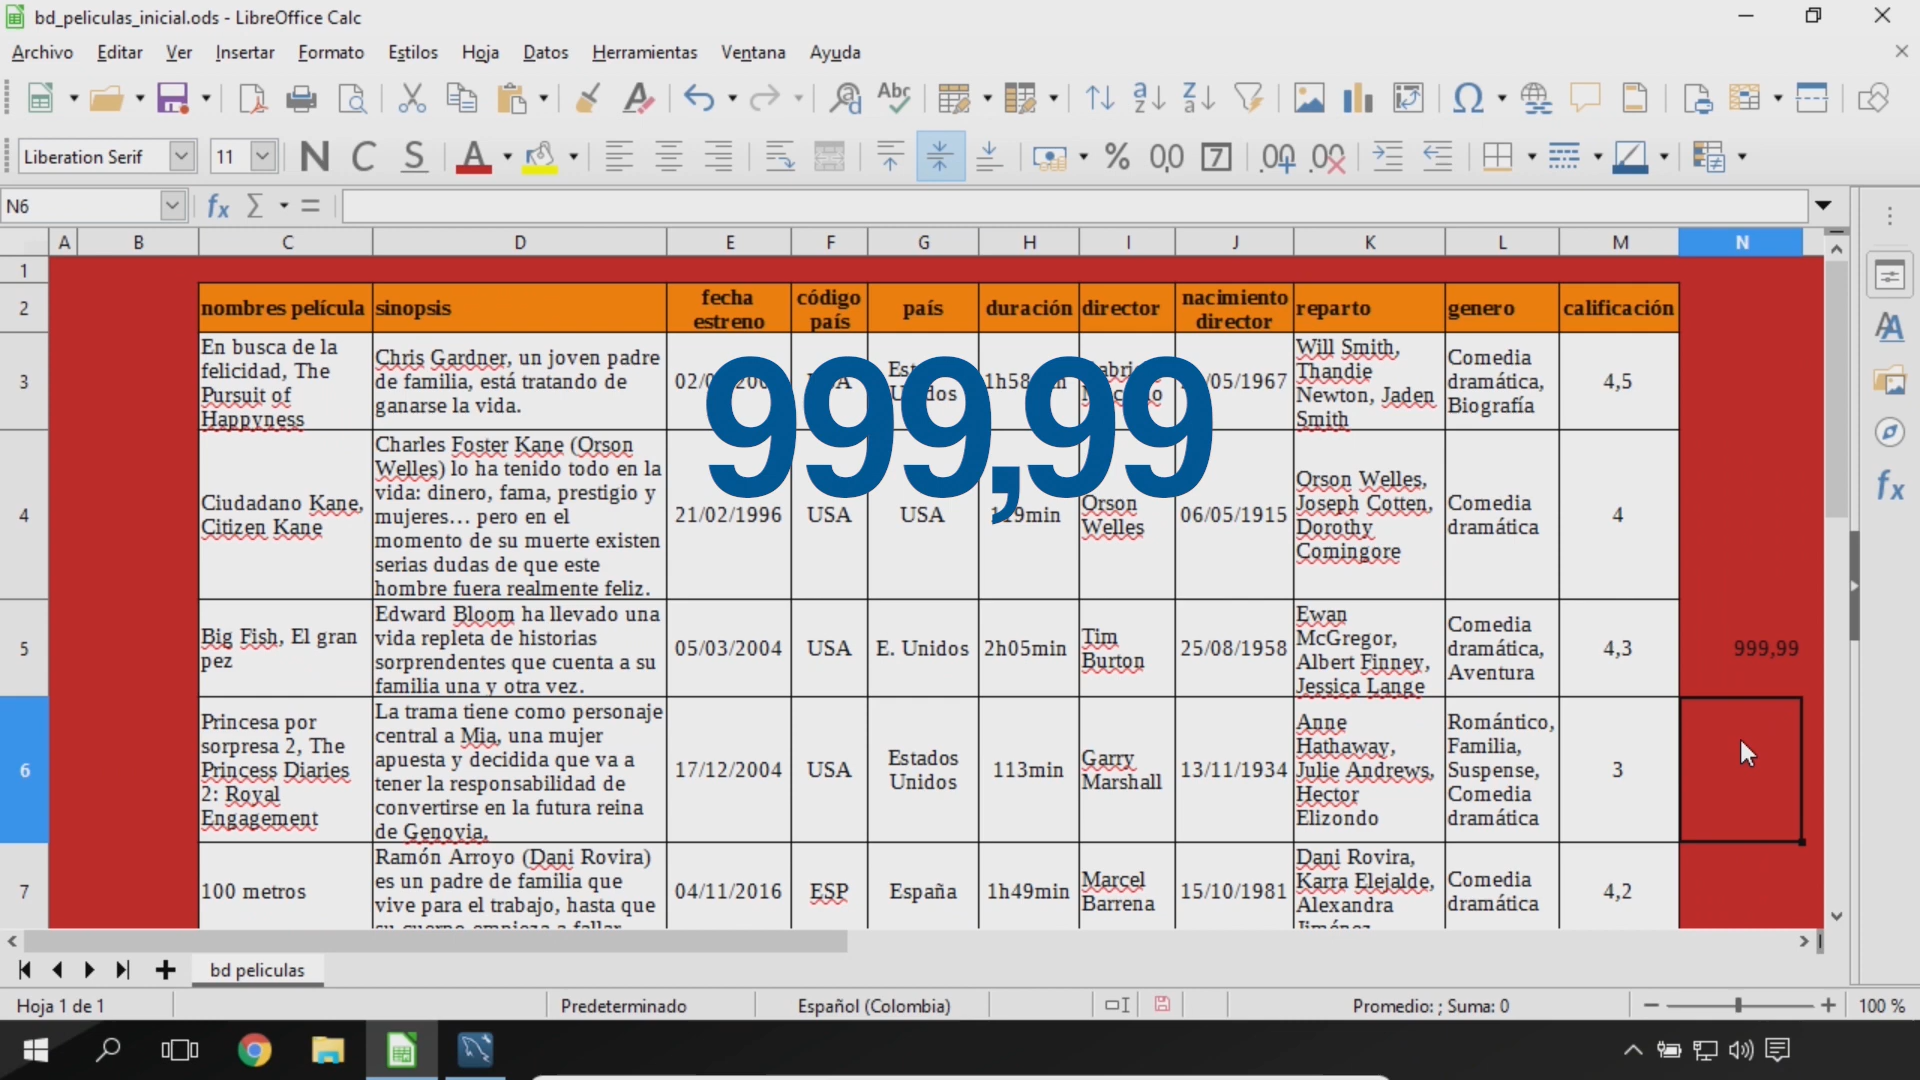 bd_peliculas_inicial.ods - LibreOffice Calc
Archivo Editar Ver Insertar Formato Estilos Hoja Datos Herramientas Ventana Ayuda
Liberation Serif 11 N C S
N6
A B C D E F G H I J K L M N
1
2 nombres película sinopsis fecha estreno código país país duración director nacimiento director reparto genero calificación
3
En busca de la
felicidad, The
Pursuit of
Happyness
Chris Gardner, un joven padre
de familia, está tratando de
ganarse la vida.
Will Smith,
Thandie
Newton, Jaden
Smith
Comedia
dramática,
Biografía
4,5
999,99
4
Ciudadano Kane,
Citizen Kane
Charles Foster Kane (Orson
Welles) lo ha tenido todo en la
vida: dinero, fama, prestigio y
mujeres… pero en el
momento de su muerte existen
serias dudas de que este
hombre fuera realmente feliz.
21/02/1996
USA
USA
Orson
Welles
06/05/1915
Orson Welles,
Joseph Cotten,
Dorothy
Comingore
Comedia
dramática
4
5
Big Fish, El gran
pez
Edward Bloom ha llevado una
vida repleta de historias
sorprendentes que cuenta a su
familia una y otra vez.
05/03/2004
USA
E. Unidos
2h05min
Tim
Burton
25/08/1958
Ewan
McGregor,
Albert Finney,
Jessica Lange
Comedia
dramática,
Aventura
4,3
999,99
6
Princesa por
sorpresa 2, The
Princess Diaries
2: Royal
Engagement
La trama tiene como personaje
central a Mia, una mujer
apuesta y decidida que va a
tener la responsabilidad de
convertirse en la futura reina
de Genovia,
17/12/2004
USA
Estados
Unidos
113min
Garry
Marshall
13/11/1934
Anne
Hathaway,
Julie Andrews,
Hector
Elizondo
Romántico,
Familia,
Suspense,
Comedia
dramática
3
7
100 metros
Ramón Arroyo (Dani Rovira)
es un padre de familia que
vive para el trabajo, hasta que
04/11/2016
ESP
España
1h49min
Marcel
Barrena
15/10/1981
Dani Rovira,
Karra Elejalde,
Alexandra
Comedia
dramática
4,2
bd peliculas
Hoja 1 de 1 Predeterminado Español (Colombia) Promedio: ; Suma: 0 100 %